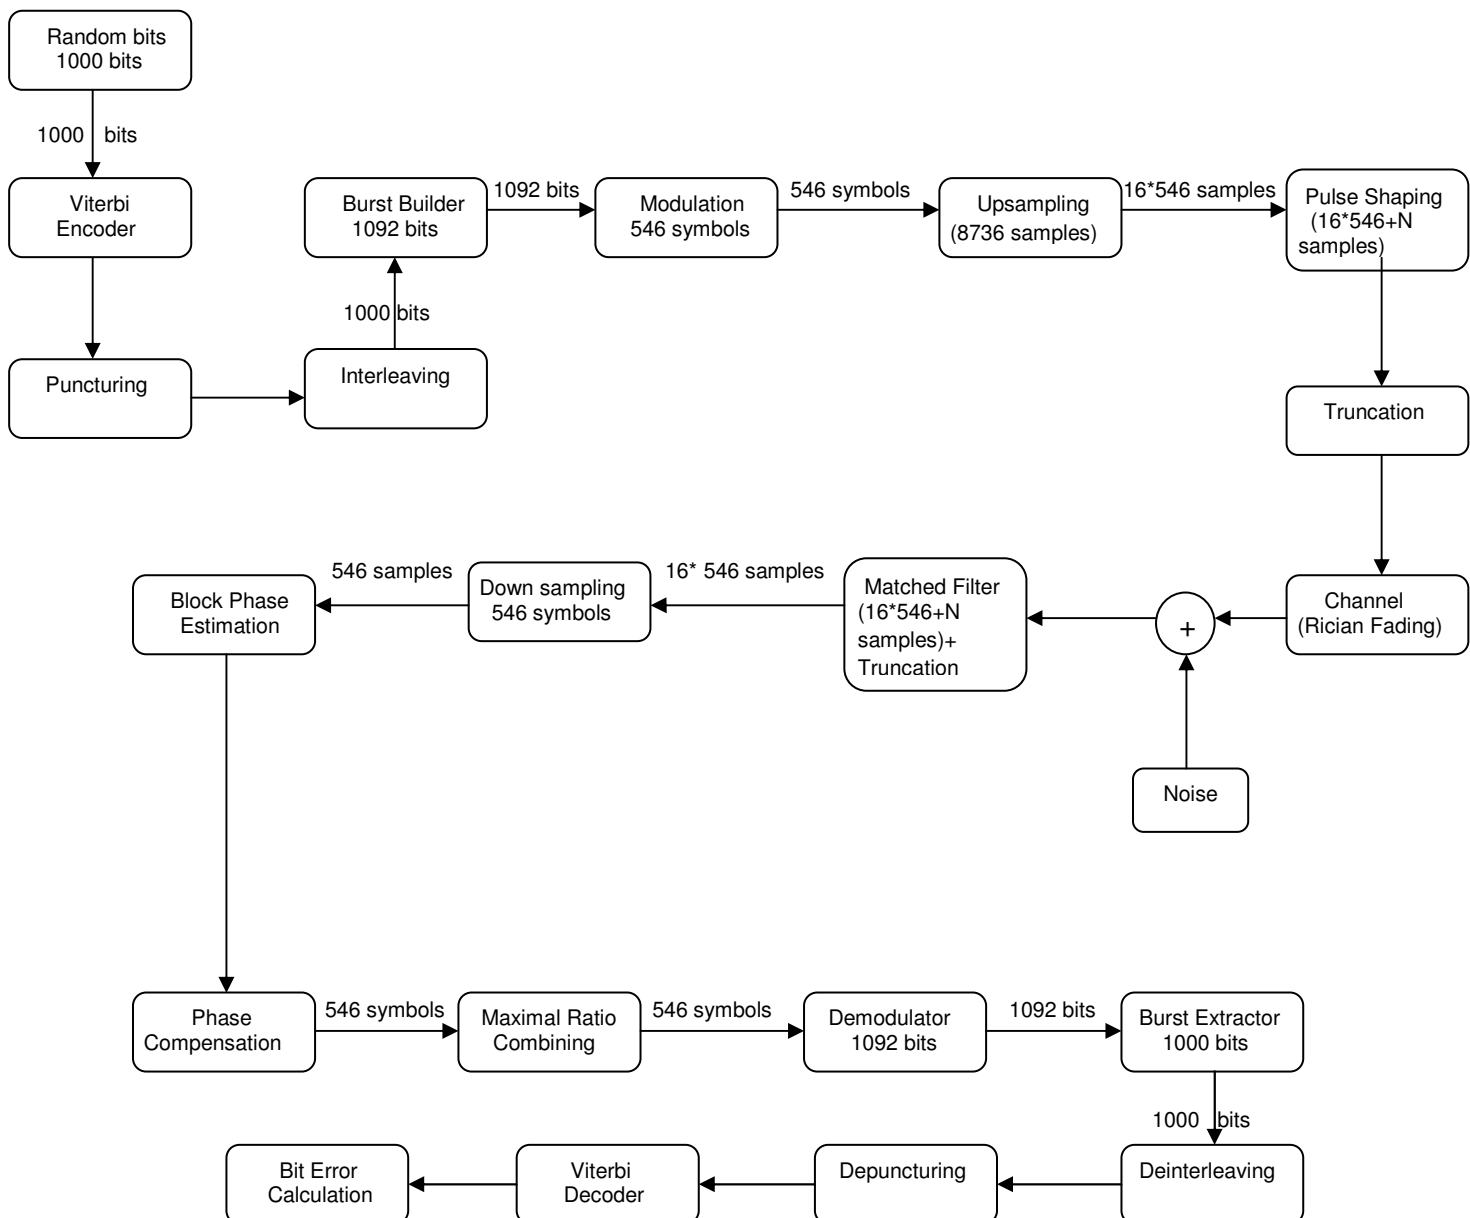 Random bits
1000 bits
1000 bits
Viterbi
Encoder
Puncturing
Interleaving
1000 bits
Burst Builder
1092 bits
1092 bits
Modulation
546 symbols
546 symbols
Upsampling
(8736 samples)
16*546 samples
Pulse Shaping
(16*546+N
samples)
Truncation
Channel
(Rician Fading)
+
Noise
Matched Filter
(16*546+N
samples)+
Truncation
16* 546 samples
Down sampling
546 symbols
546 samples
Block Phase
Estimation
Phase
Compensation
546 symbols
Maximal Ratio
Combining
546 symbols
Demodulator
1092 bits
1092 bits
Burst Extractor
1000 bits
1000 bits
Deinterleaving
Depuncturing
Viterbi
Decoder
Bit Error
Calculation